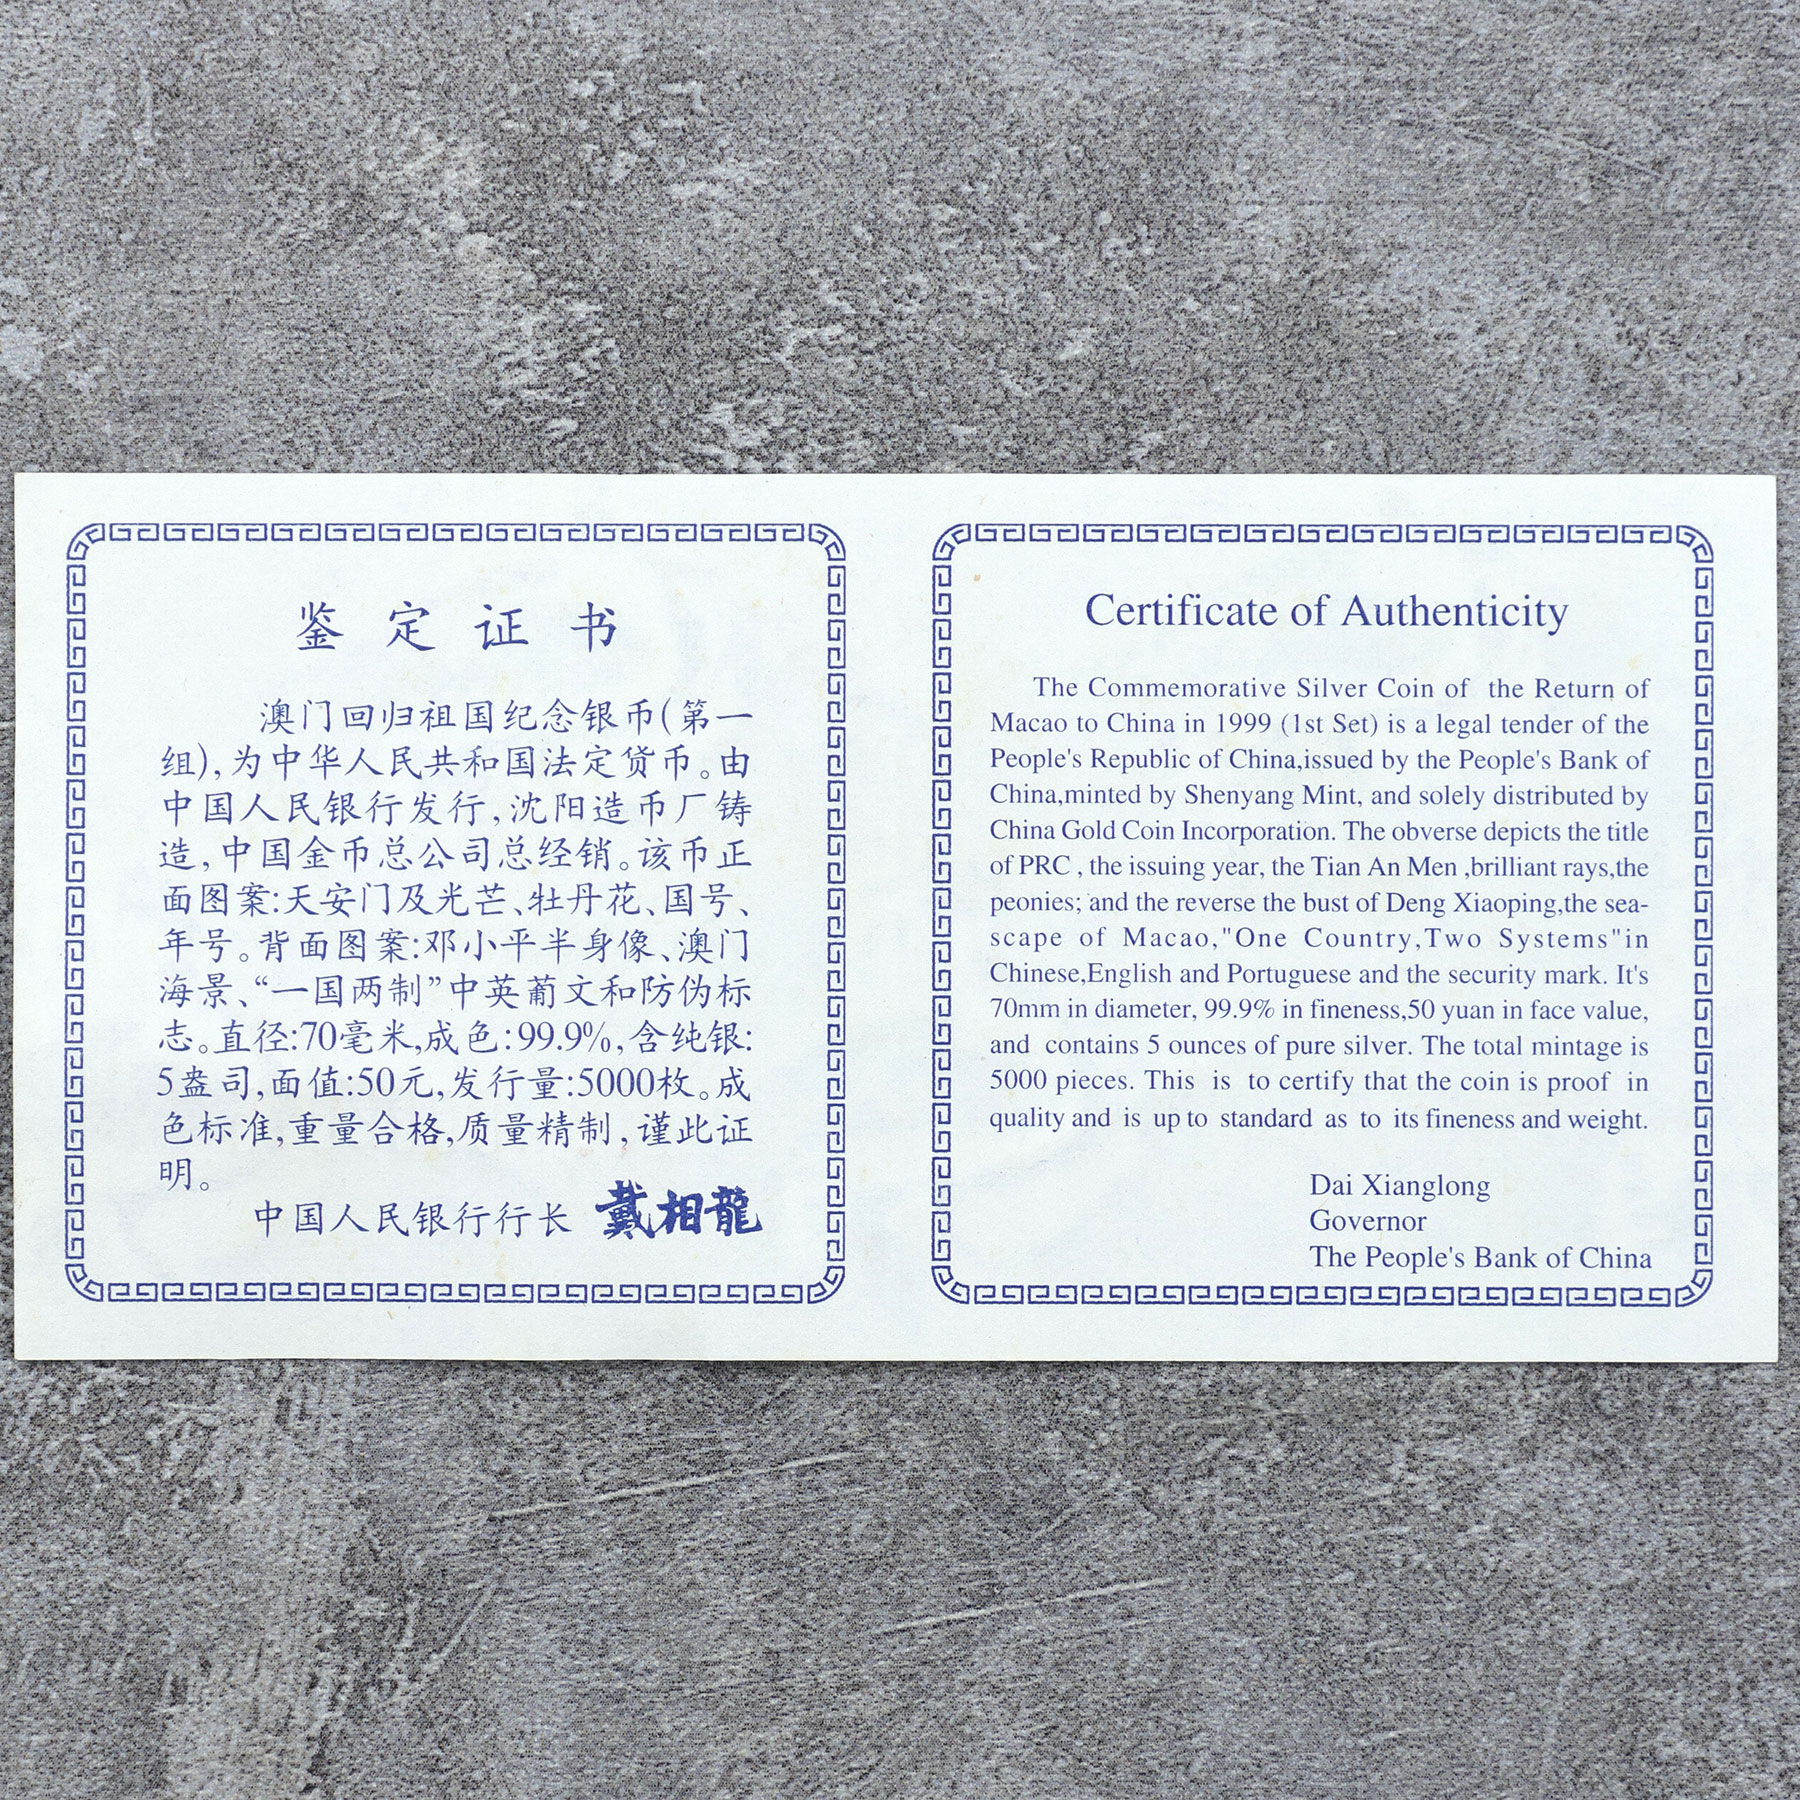 鉴定证书
澳门回归祖国纪念银币(第一
组),为中华人民共和国法定货币。由
中国人民银行发行,沈阳造币厂铸
造,中国金币总公司总经销。该币正
面图案:天安门及光芒、牡丹花、国号、
年号。背面图案:邓小平半身像、澳门
海景、“一国两制”中英葡文和防伪标
志。直径:70毫米,成色:99.9%,含纯银:
5盎司,面值:50元,发行量:5000枚。成
色标准,重量合格,质量精制,谨此证
明。
中国人民银行行长 戴相龍
Certificate of Authenticity
The Commemorative Silver Coin of the Return of
Macao to China in 1999 (1st Set) is a legal tender of the
People's Republic of China,issued by the People's Bank of
China,minted by Shenyang Mint, and solely distributed by
China Gold Coin Incorporation. The obverse depicts the title
of PRC , the issuing year, the Tian An Men ,brilliant rays,the
peonies; and the reverse the bust of Deng Xiaoping,the sea-
scape of Macao,"One Country,Two Systems"in
Chinese,English and Portuguese and the security mark. It's
70mm in diameter, 99.9% in fineness,50 yuan in face value,
and contains 5 ounces of pure silver. The total mintage is
5000 pieces. This is to certify that the coin is proof in
quality and is up to standard as to its fineness and weight.
Dai Xianglong
Governor
The People's Bank of China